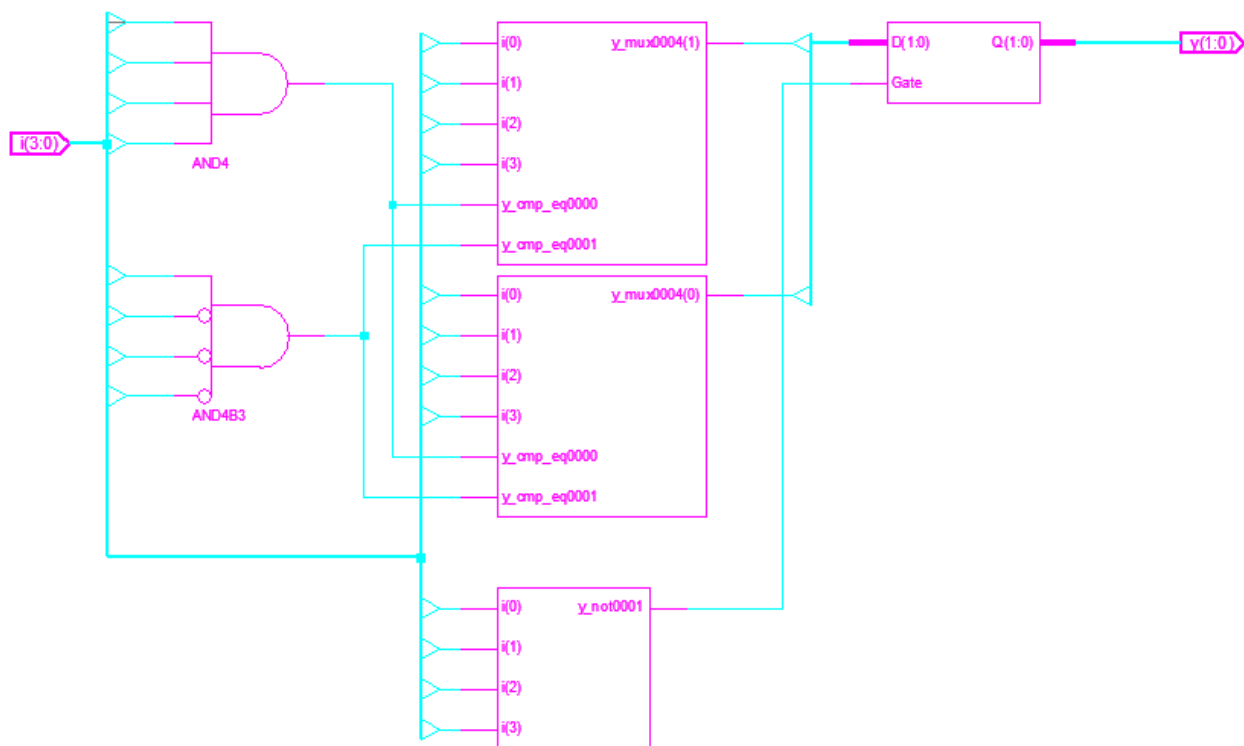 i(3:0)
AND4
AND4B3
i(0) y_mux0004(1)
i(1)
i(2)
i(3)
y_cmp_eq0000
y_cmp_eq0001
i(0) y_mux0004(0)
i(1)
i(2)
i(3)
y_cmp_eq0000
y_cmp_eq0001
i(0) y_not0001
i(1)
i(2)
i(3)
D(1:0) Q(1:0)
Gate
y(1:0)